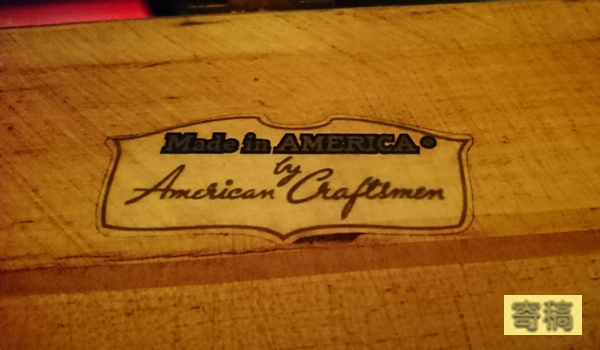 Made in AMERICA®
by
American Craftsmen
寄稿